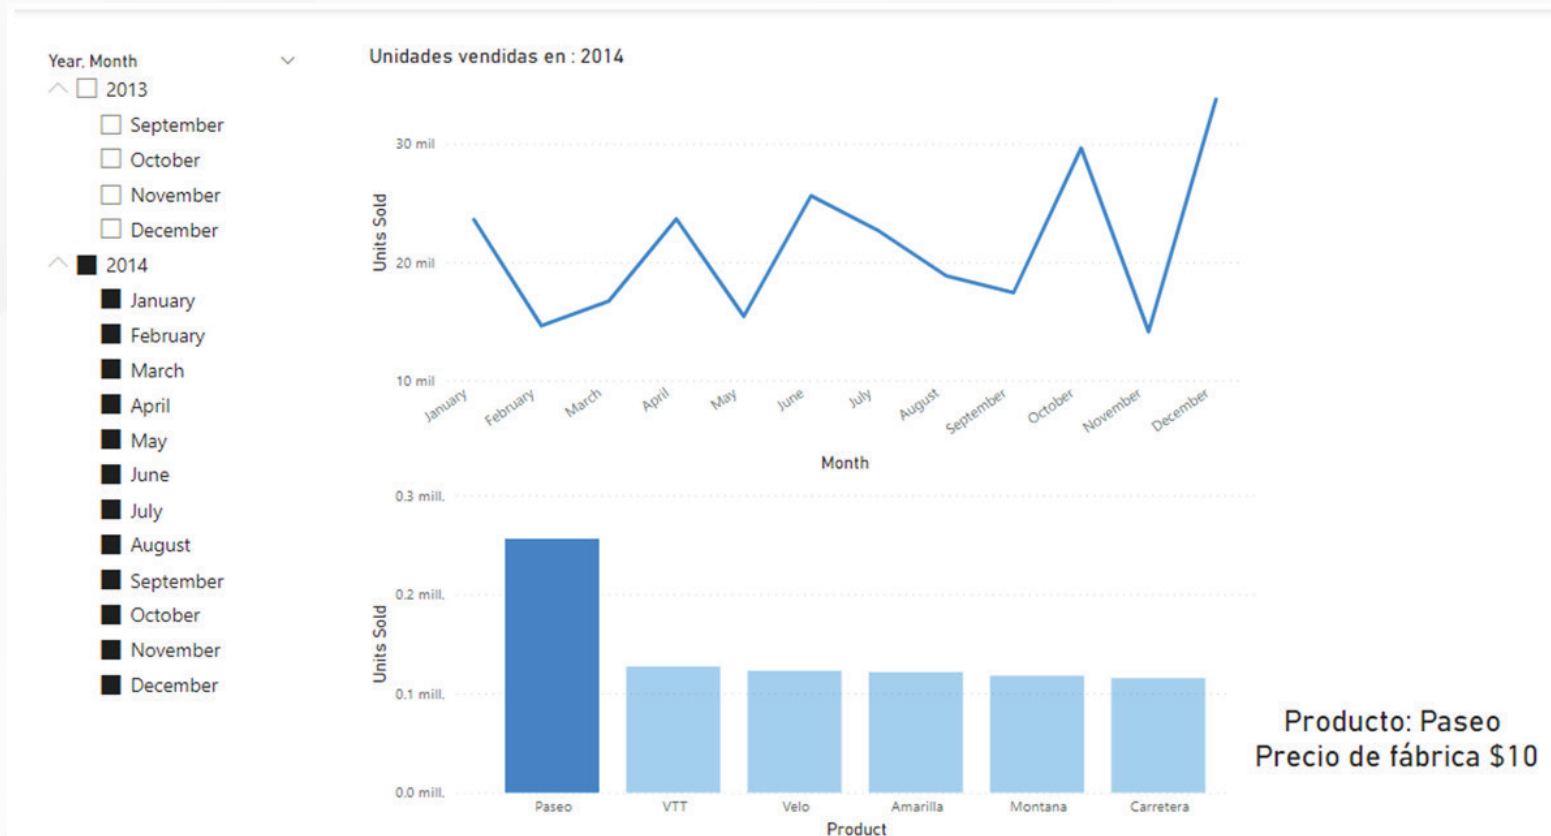 Year, Month
2013
September
October
November
December
2014
January
February
March
April
May
June
July
August
September
October
November
December
Unidades vendidas en : 2014
Units Sold
30 mil
20 mil
10 mil
January
February
March
April
May
June
July
August
September
October
November
December
Month
Units Sold
0.3 mill.
0.2 mill.
0.1 mill.
0.0 mill.
Paseo
VTT
Velo
Amarilla
Montana
Carretera
Product
Producto: Paseo
Precio de fábrica $10